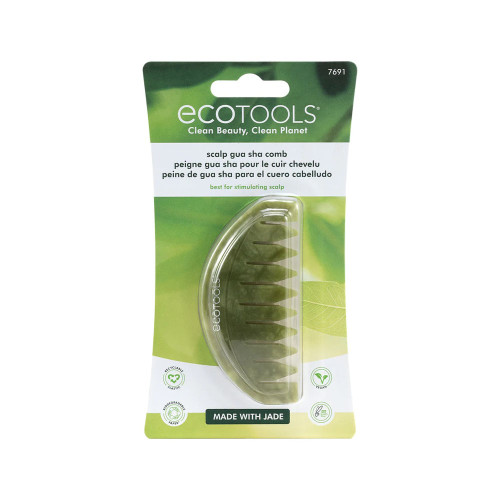 7691
ecoTOOLS®
Clean Beauty, Clean Planet
scalp gua sha comb
peigne gua sha pour le cuir chevelu
peine de gua sha para el cuero cabelludo
best for stimulating scalp
ecoTOOLS
VEGAN
MADE WITH JADE